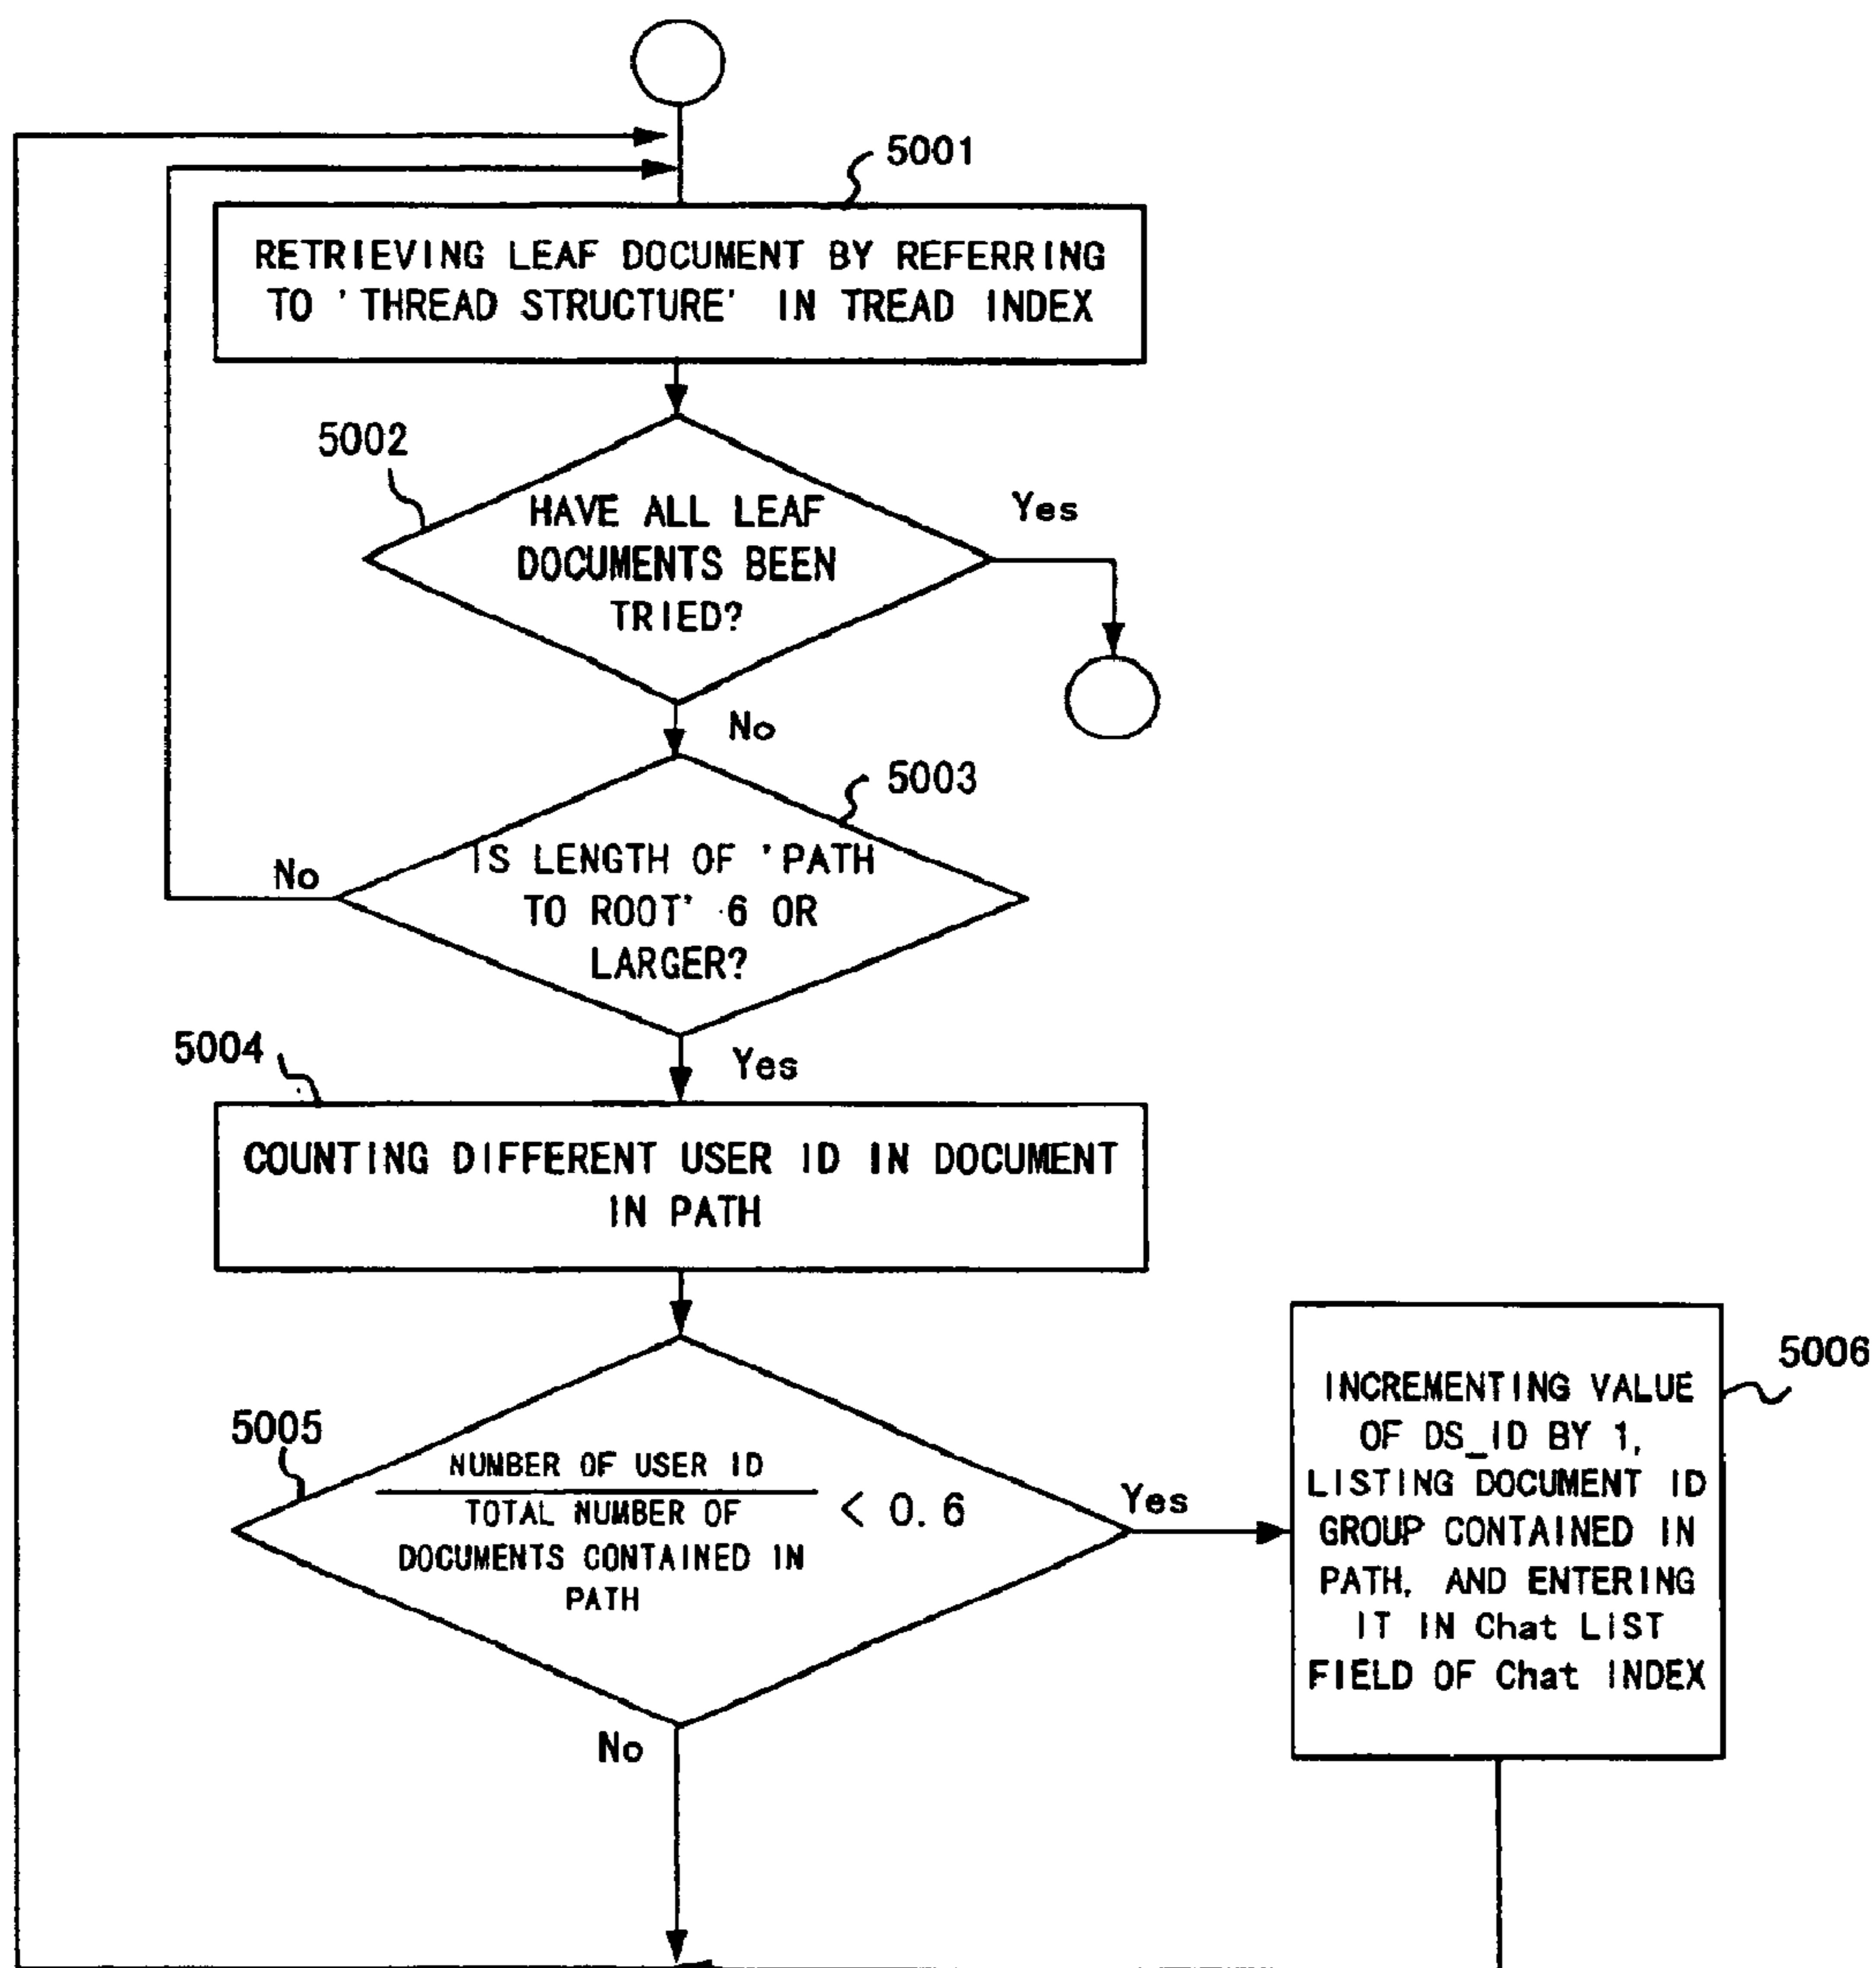 5001
RETRIEVING LEAF DOCUMENT BY REFERRING
TO 'THREAD STRUCTURE' IN TREAD INDEX
5002
HAVE ALL LEAF
DOCUMENTS BEEN
TRIED?
Yes
No
5003
IS LENGTH OF 'PATH
TO ROOT' 6 OR
LARGER?
No
Yes
5004
COUNTING DIFFERENT USER ID IN DOCUMENT
IN PATH
5005
NUMBER OF USER ID
TOTAL NUMBER OF
DOCUMENTS CONTAINED IN
PATH
< 0.6
Yes
No
5006
INCREMENTING VALUE
OF DS_ID BY 1,
LISTING DOCUMENT ID
GROUP CONTAINED IN
PATH, AND ENTERING
IT IN Chat LIST
FIELD OF Chat INDEX